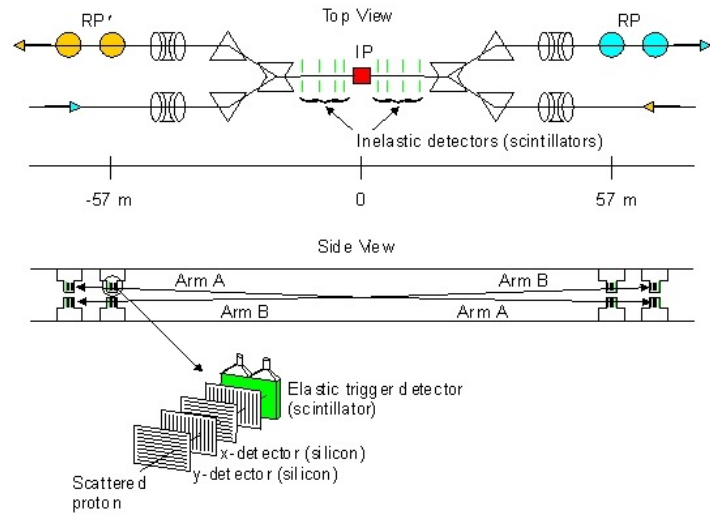 Top View
RP'
IP
RP
Inelastic detectors (scintillators)
-57 m
0
57 m
Side View
Arm A
Arm B
Arm B
Arm A
Elastic trigger detector
(scintillator)
x-detector (silicon)
y-detector (silicon)
Scattered
proton